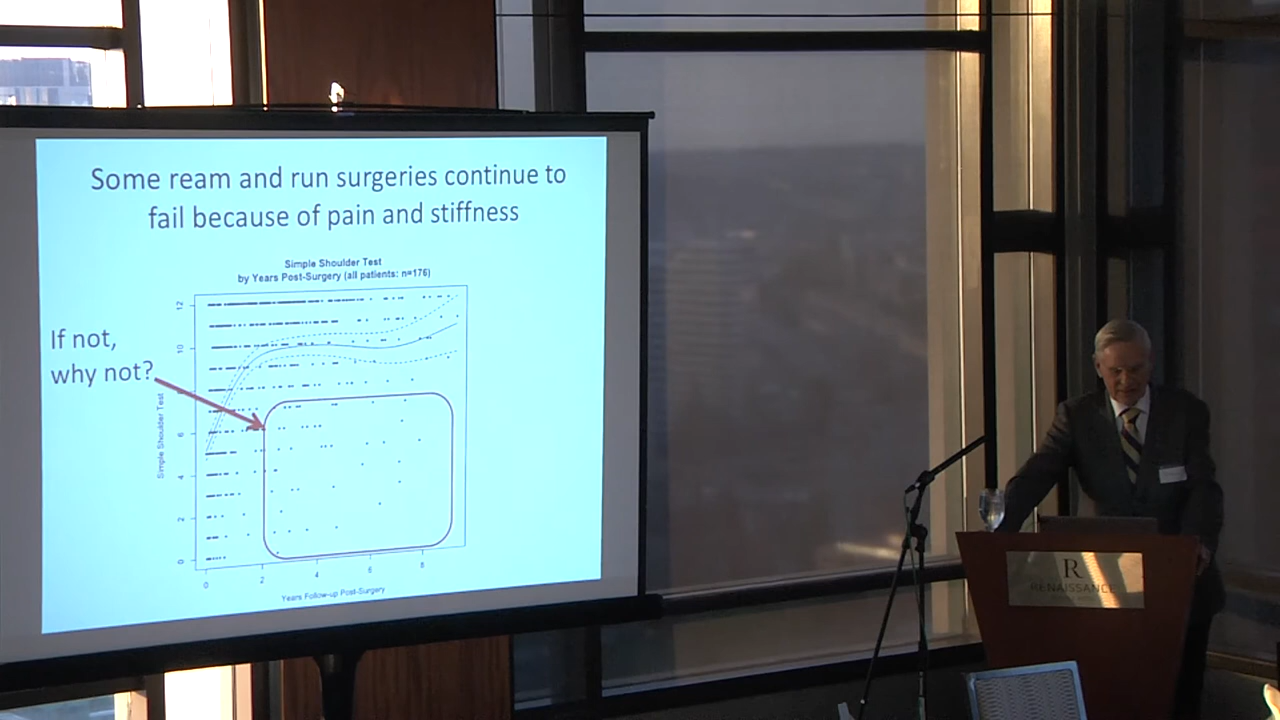 Some ream and run surgeries continue to
fail because of pain and stiffness
Simple Shoulder Test
by Years Post-Surgery (all patients: n=176)
If not,
why not?
Simple Shoulder Test
12
10
8
6
4
2
0
0
2
4
6
8
Years Follow-up Post-Surgery
R
RENAISSANCE